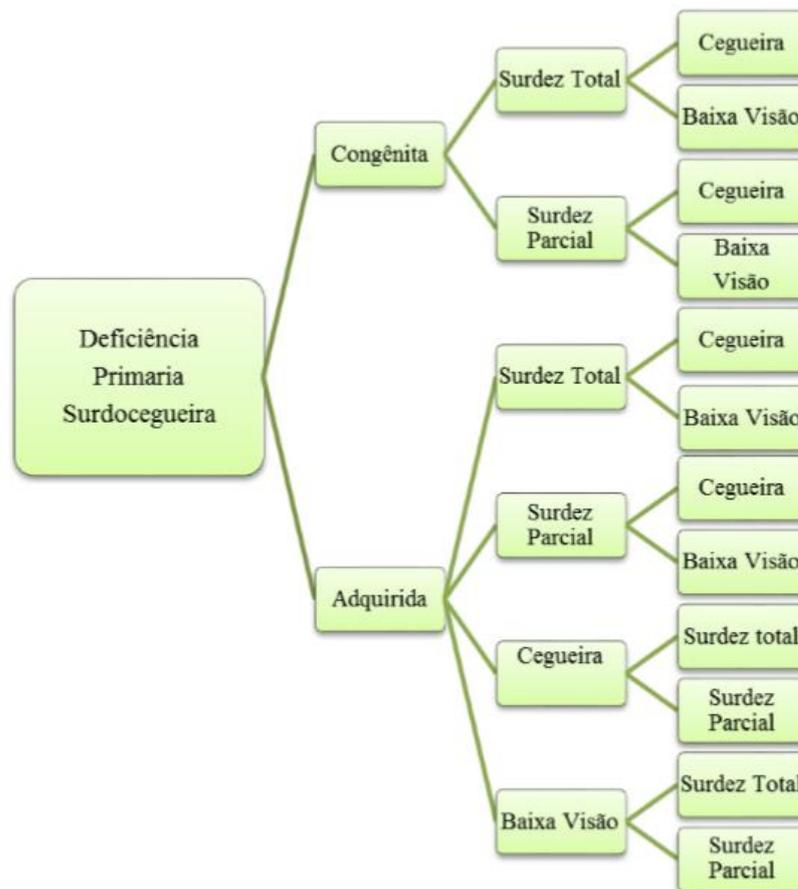 Deficiência
Primaria
Surdocegueira
Congênita
Surdez Total
Cegueira
Baixa Visão
Surdez
Parcial
Cegueira
Baixa
Visão
Adquirida
Surdez Total
Cegueira
Baixa Visão
Surdez
Parcial
Cegueira
Baixa Visão
Cegueira
Surdez total
Surdez
Parcial
Baixa Visão
Surdez Total
Surdez
Parcial